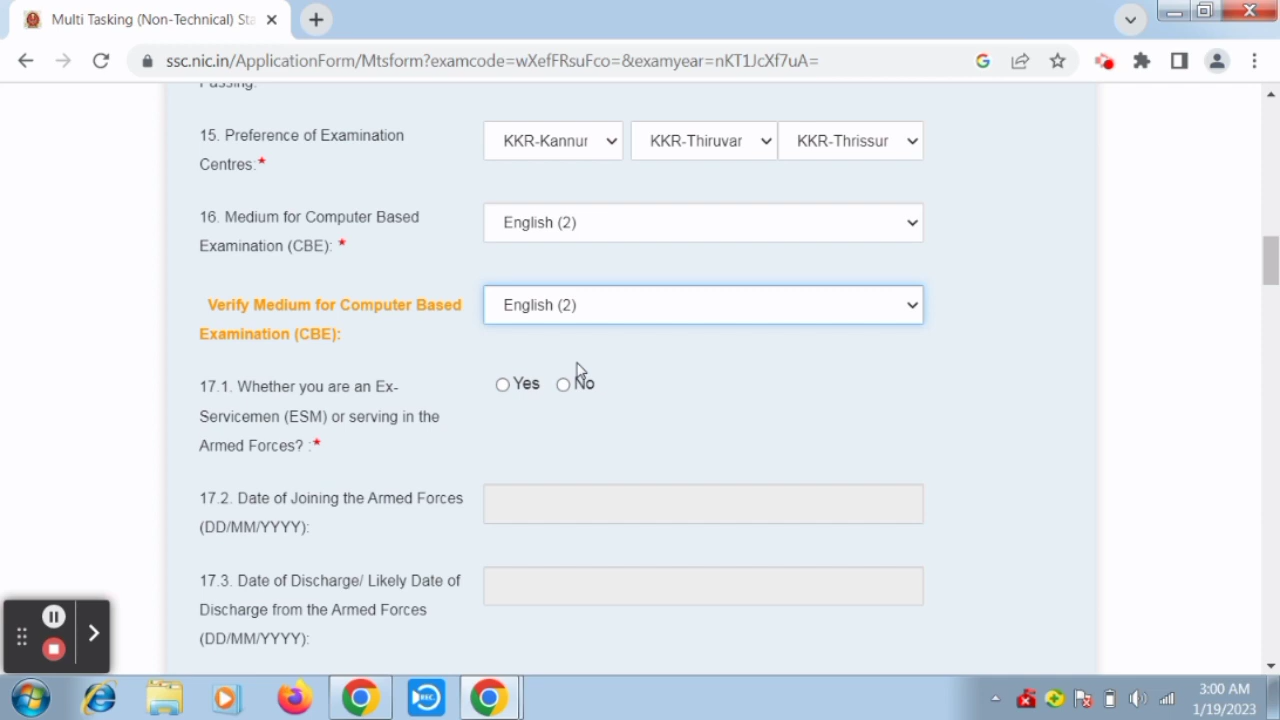 Multi Tasking (Non-Technical) Sta
ssc.nic.in/ApplicationForm/Mtsform?examcode=wXefFRsuFco=&examyear=nKT1JcXf7uA=
Passing:
15. Preference of Examination
Centres:*
KKR-Kannur
KKR-Thiruvar
KKR-Thrissur
16. Medium for Computer Based
Examination (CBE): *
English (2)
Verify Medium for Computer Based
Examination (CBE):
English (2)
17.1. Whether you are an Ex-
Servicemen (ESM) or serving in the
Armed Forces? :*
Yes No
17.2. Date of Joining the Armed Forces
(DD/MM/YYYY):
17.3. Date of Discharge/ Likely Date of
Discharge from the Armed Forces
(DD/MM/YYYY):
3:00 AM
1/19/2023